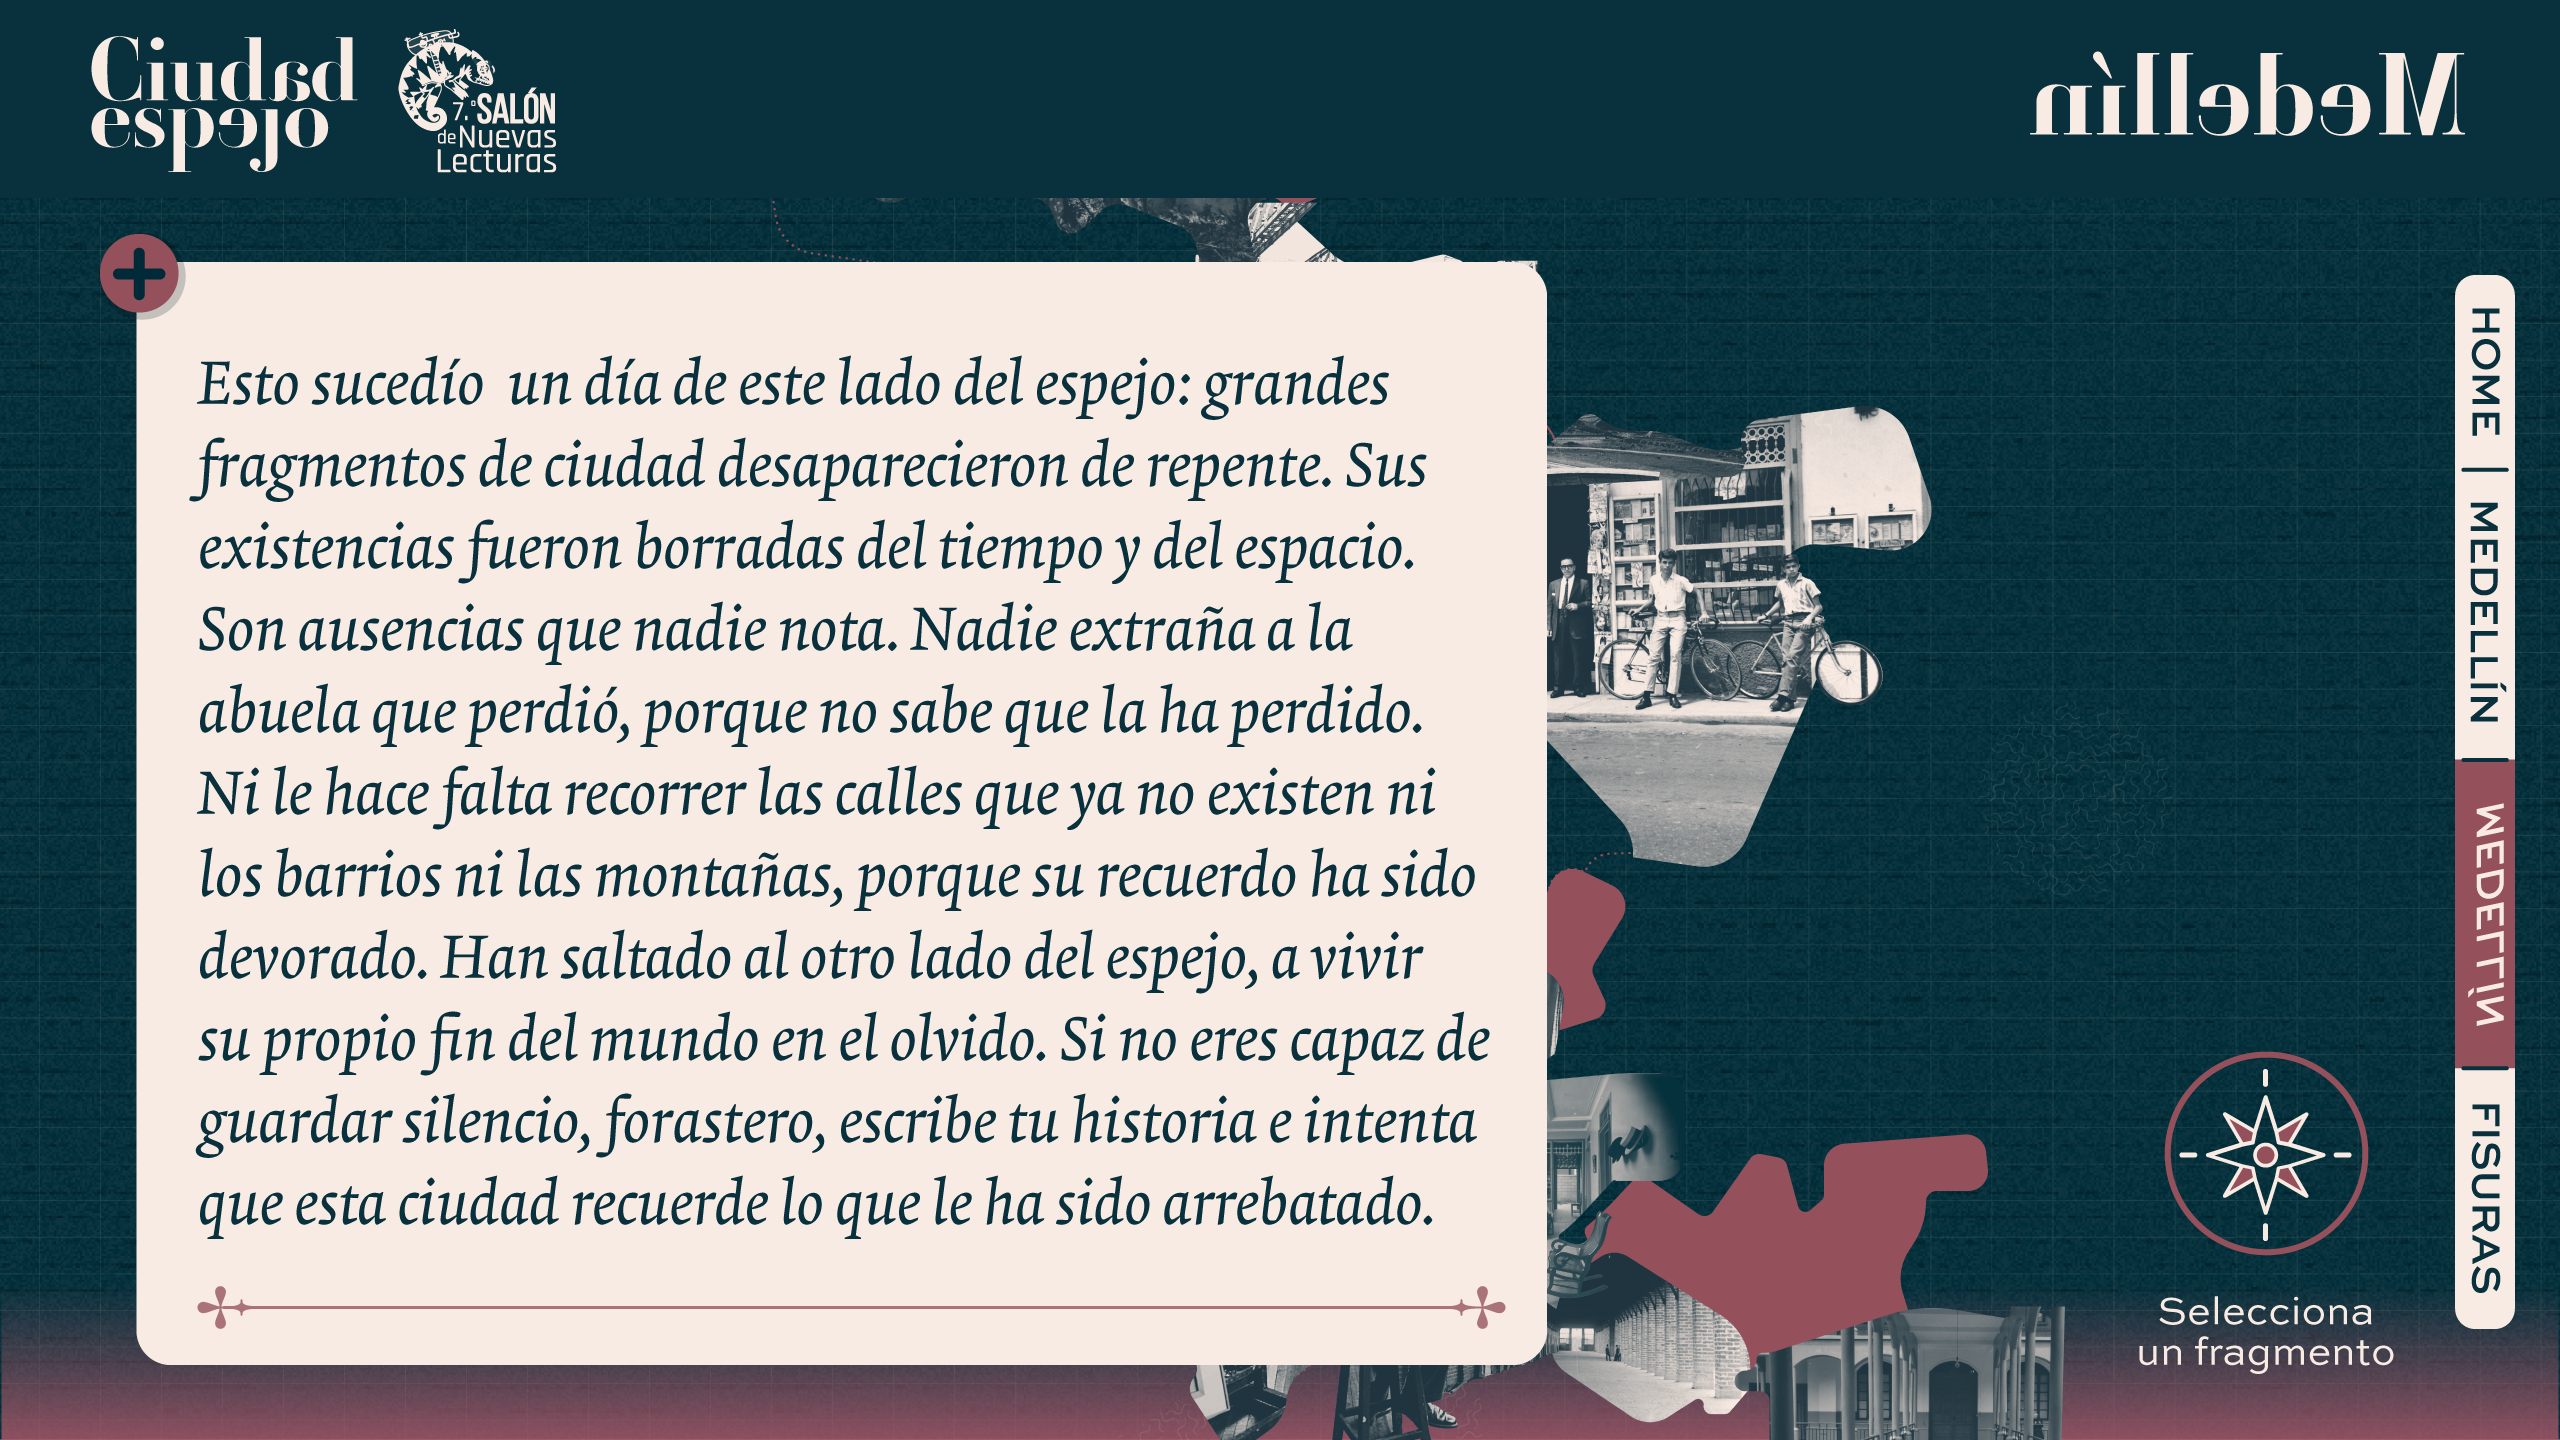 Ciudad
espejo
7.º SALÓN
de Nuevas
Lecturas
Medellín
Esto sucedío  un día de este lado del espejo: grandes
fragmentos de ciudad desaparecieron de repente. Sus
existencias fueron borradas del tiempo y del espacio.
Son ausencias que nadie nota. Nadie extraña a la
abuela que perdió, porque no sabe que la ha perdido.
Ni le hace falta recorrer las calles que ya no existen ni
los barrios ni las montañas, porque su recuerdo ha sido
devorado. Han saltado al otro lado del espejo, a vivir
su propio fin del mundo en el olvido. Si no eres capaz de
guardar silencio, forastero, escribe tu historia e intenta
que esta ciudad recuerde lo que le ha sido arrebatado.
HOME | MEDELLÍN | MEDELLÍN | FISURAS
Selecciona
un fragmento